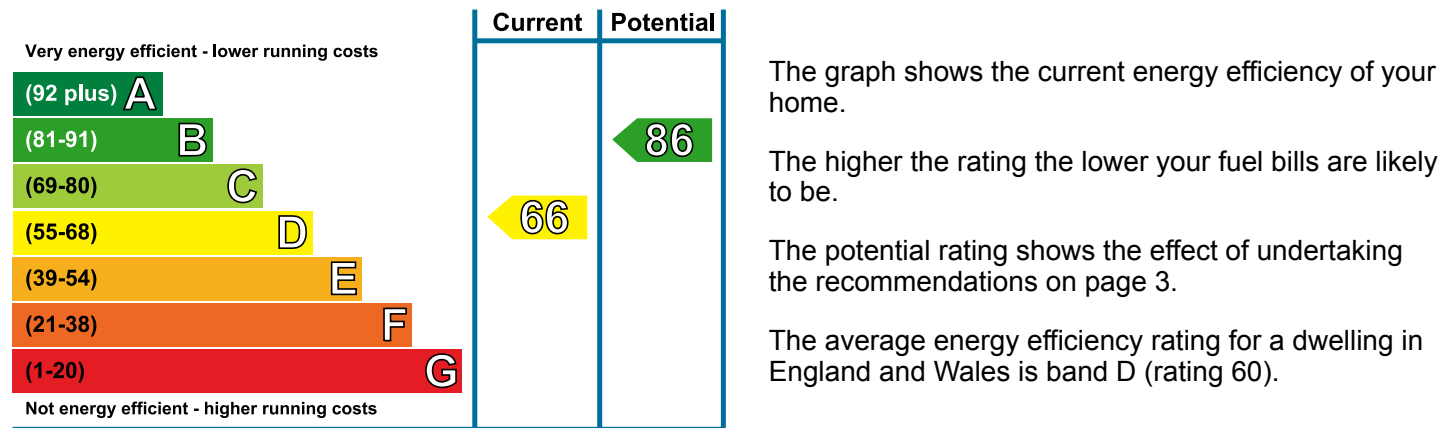 Current Potential
Very energy efficient - lower running costs
(92 plus) A
(81-91) B
86
(69-80) C
(55-68) D
66
(39-54) E
(21-38) F
(1-20) G
Not energy efficient - higher running costs
The graph shows the current energy efficiency of your
home.
The higher the rating the lower your fuel bills are likely
to be.
The potential rating shows the effect of undertaking
the recommendations on page 3.
The average energy efficiency rating for a dwelling in
England and Wales is band D (rating 60).